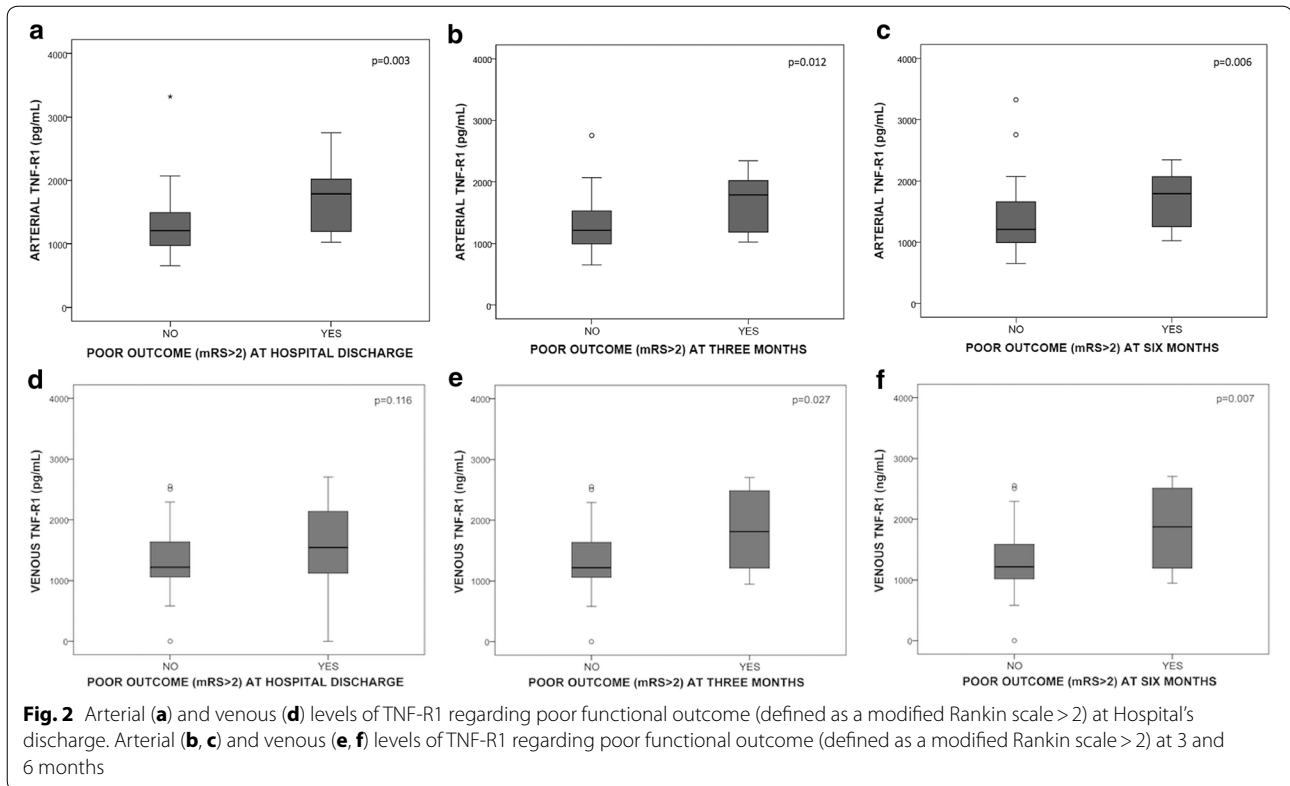 a
p=0.003
4000
3000
2000
1000
0
ARTERIAL TNF-R1 (pg/mL)
NO
YES
POOR OUTCOME (mRS>2) AT HOSPITAL DISCHARGE
b
p=0.012
4000
3000
2000
1000
0
ARTERIAL TNF-R1 (pg/mL)
NO
YES
POOR OUTCOME (mRS>2) AT THREE MONTHS
c
p=0.006
4000
3000
2000
1000
0
ARTERIAL TNF-R1 (pg/mL)
NO
YES
POOR OUTCOME (mRS>2) AT SIX MONTHS
d
p=0.116
4000
3000
2000
1000
0
VENOUS TNF-R1 (pg/mL)
NO
YES
POOR OUTCOME (mRS>2) AT HOSPITAL DISCHARGE
e
p=0.027
4000
3000
2000
1000
0
VENOUS TNF-R1 (ng/mL)
NO
YES
POOR OUTCOME (mRS>2) AT THREE MONTHS
f
p=0.007
4000
3000
2000
1000
0
VENOUS TNF-R1 (ng/mL)
NO
YES
POOR OUTCOME (mRS>2) AT SIX MONTHS
Fig. 2 Arterial (a) and venous (d) levels of TNF-R1 regarding poor functional outcome (defined as a modified Rankin scale > 2) at Hospital's
discharge. Arterial (b, c) and venous (e, f) levels of TNF-R1 regarding poor functional outcome (defined as a modified Rankin scale > 2) at 3 and
6 months